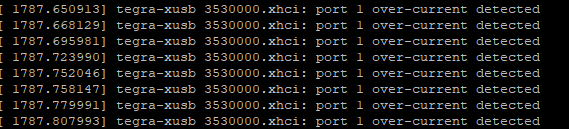 [ 1787.650913] tegra-xusb 3530000.xhci: port 1 over-current detected
[ 1787.668129] tegra-xusb 3530000.xhci: port 1 over-current detected
[ 1787.695981] tegra-xusb 3530000.xhci: port 1 over-current detected
[ 1787.723990] tegra-xusb 3530000.xhci: port 1 over-current detected
[ 1787.752046] tegra-xusb 3530000.xhci: port 1 over-current detected
[ 1787.758147] tegra-xusb 3530000.xhci: port 1 over-current detected
[ 1787.779991] tegra-xusb 3530000.xhci: port 1 over-current detected
[ 1787.807993] tegra-xusb 3530000.xhci: port 1 over-current detected